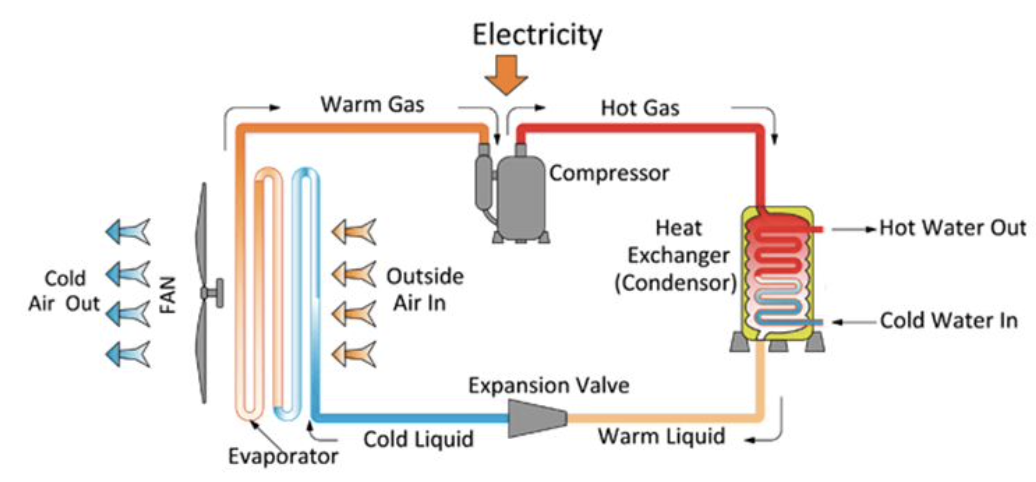 Electricity
Warm Gas
Hot Gas
Compressor
Heat
Exchanger
(Condensor)
Hot Water Out
Cold Water In
Cold
Air Out
FAN
Outside
Air In
Expansion Valve
Cold Liquid
Warm Liquid
Evaporator